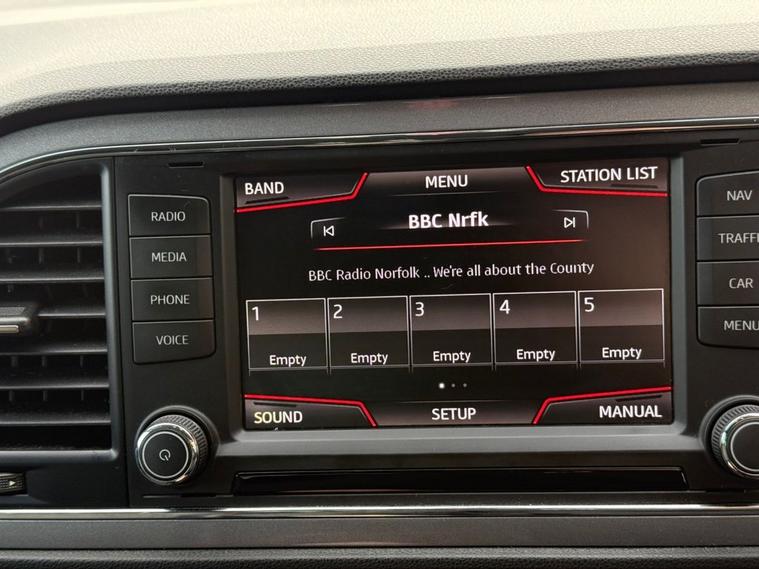 BAND MENU STATION LIST
BBC Nrfk
BBC Radio Norfolk .. We're all about the County
1 2 3 4 5
Empty Empty Empty Empty Empty
SOUND SETUP MANUAL
RADIO
MEDIA
PHONE
VOICE
NAV
CAR
MENU